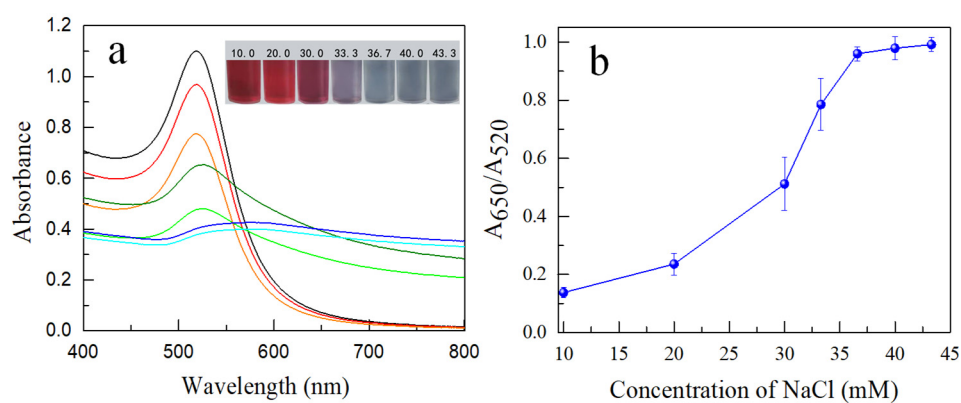 a
10.0 20.0 30.0 33.3 36.7 40.0 43.3
1.2
1.0
0.8
0.6
0.4
0.2
0.0
Absorbance
400 500 600 700 800
Wavelength (nm)
b
1.0
0.8
0.6
0.4
0.2
0.0
A650/A520
10 15 20 25 30 35 40 45
Concentration of NaCl (mM)